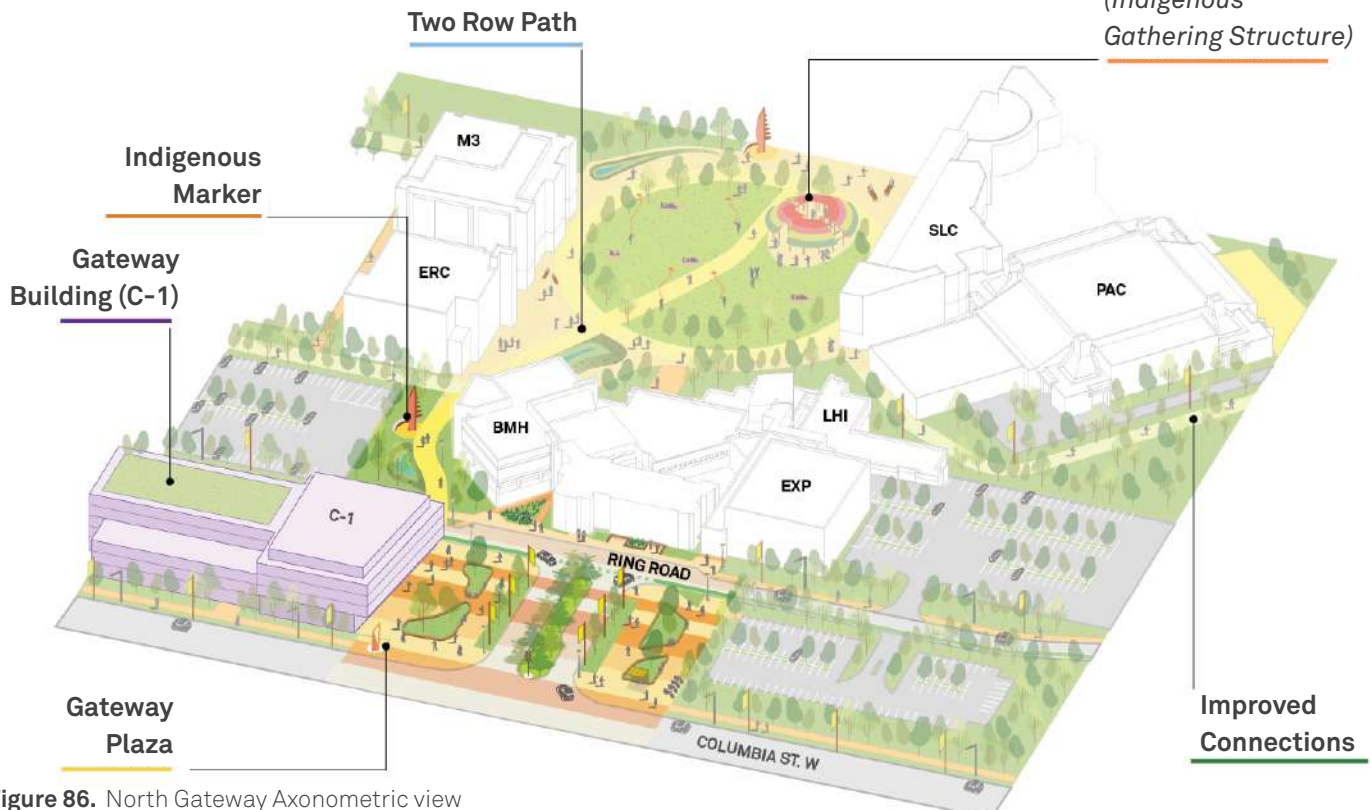 (Indigenous
Gathering Structure)
Two Row Path
Indigenous
Marker
Gateway
Building (C-1)
M3
ERC
SLC
PAC
BMH
LHI
EXP
C-1
RING ROAD
COLUMBIA ST. W
Gateway
Plaza
Improved
Connections
igure 86. North Gateway Axonometric view